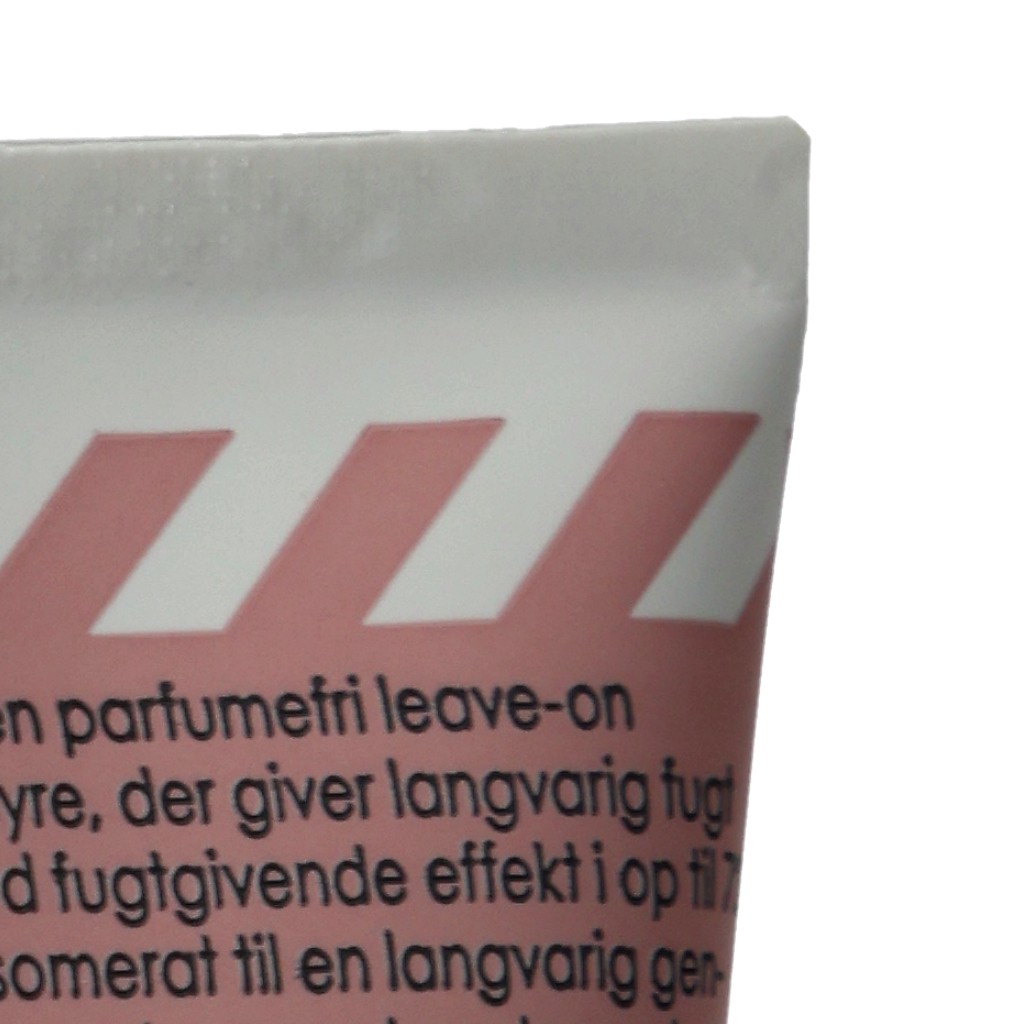 en parfumefri leave-on
yre, der giver langvarig fugt
d fugtgivende effekt i op til
somerat til en langvarig gen-